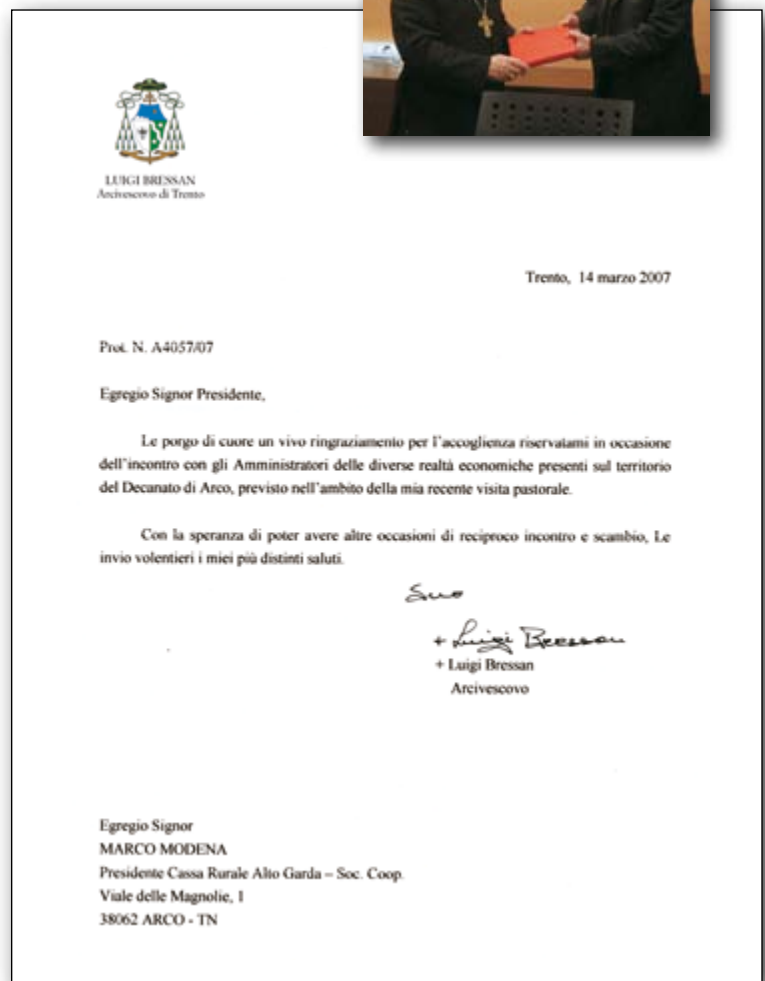 LUIGI BRESSAN
Arcivescovo di Trento
Trento, 14 marzo 2007
Prot. N. A4057/07
Egregio Signor Presidente,
Le porgo di cuore un vivo ringraziamento per l'accoglienza riservatami in occasione
dell'incontro con gli Amministratori delle diverse realtà economiche presenti sul territorio
del Decanato di Arco, previsto nell'ambito della mia recente visita pastorale.
Con la speranza di poter avere altre occasioni di reciproco incontro e scambio, Le
invio volentieri i miei più distinti saluti.
Suo
+ Luigi Bressan
+ Luigi Bressan
Arcivescovo
Egregio Signor
MARCO MODENA
Presidente Cassa Rurale Alto Garda – Soc. Coop.
Viale delle Magnolie, 1
38062 ARCO - TN